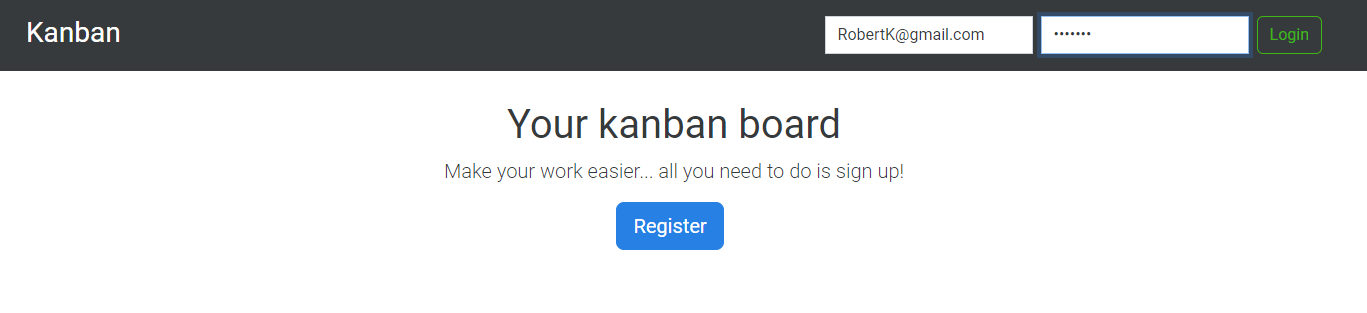 Kanban
RobertK@gmail.com
•••••••
Login
Your kanban board
Make your work easier... all you need to do is sign up!
Register